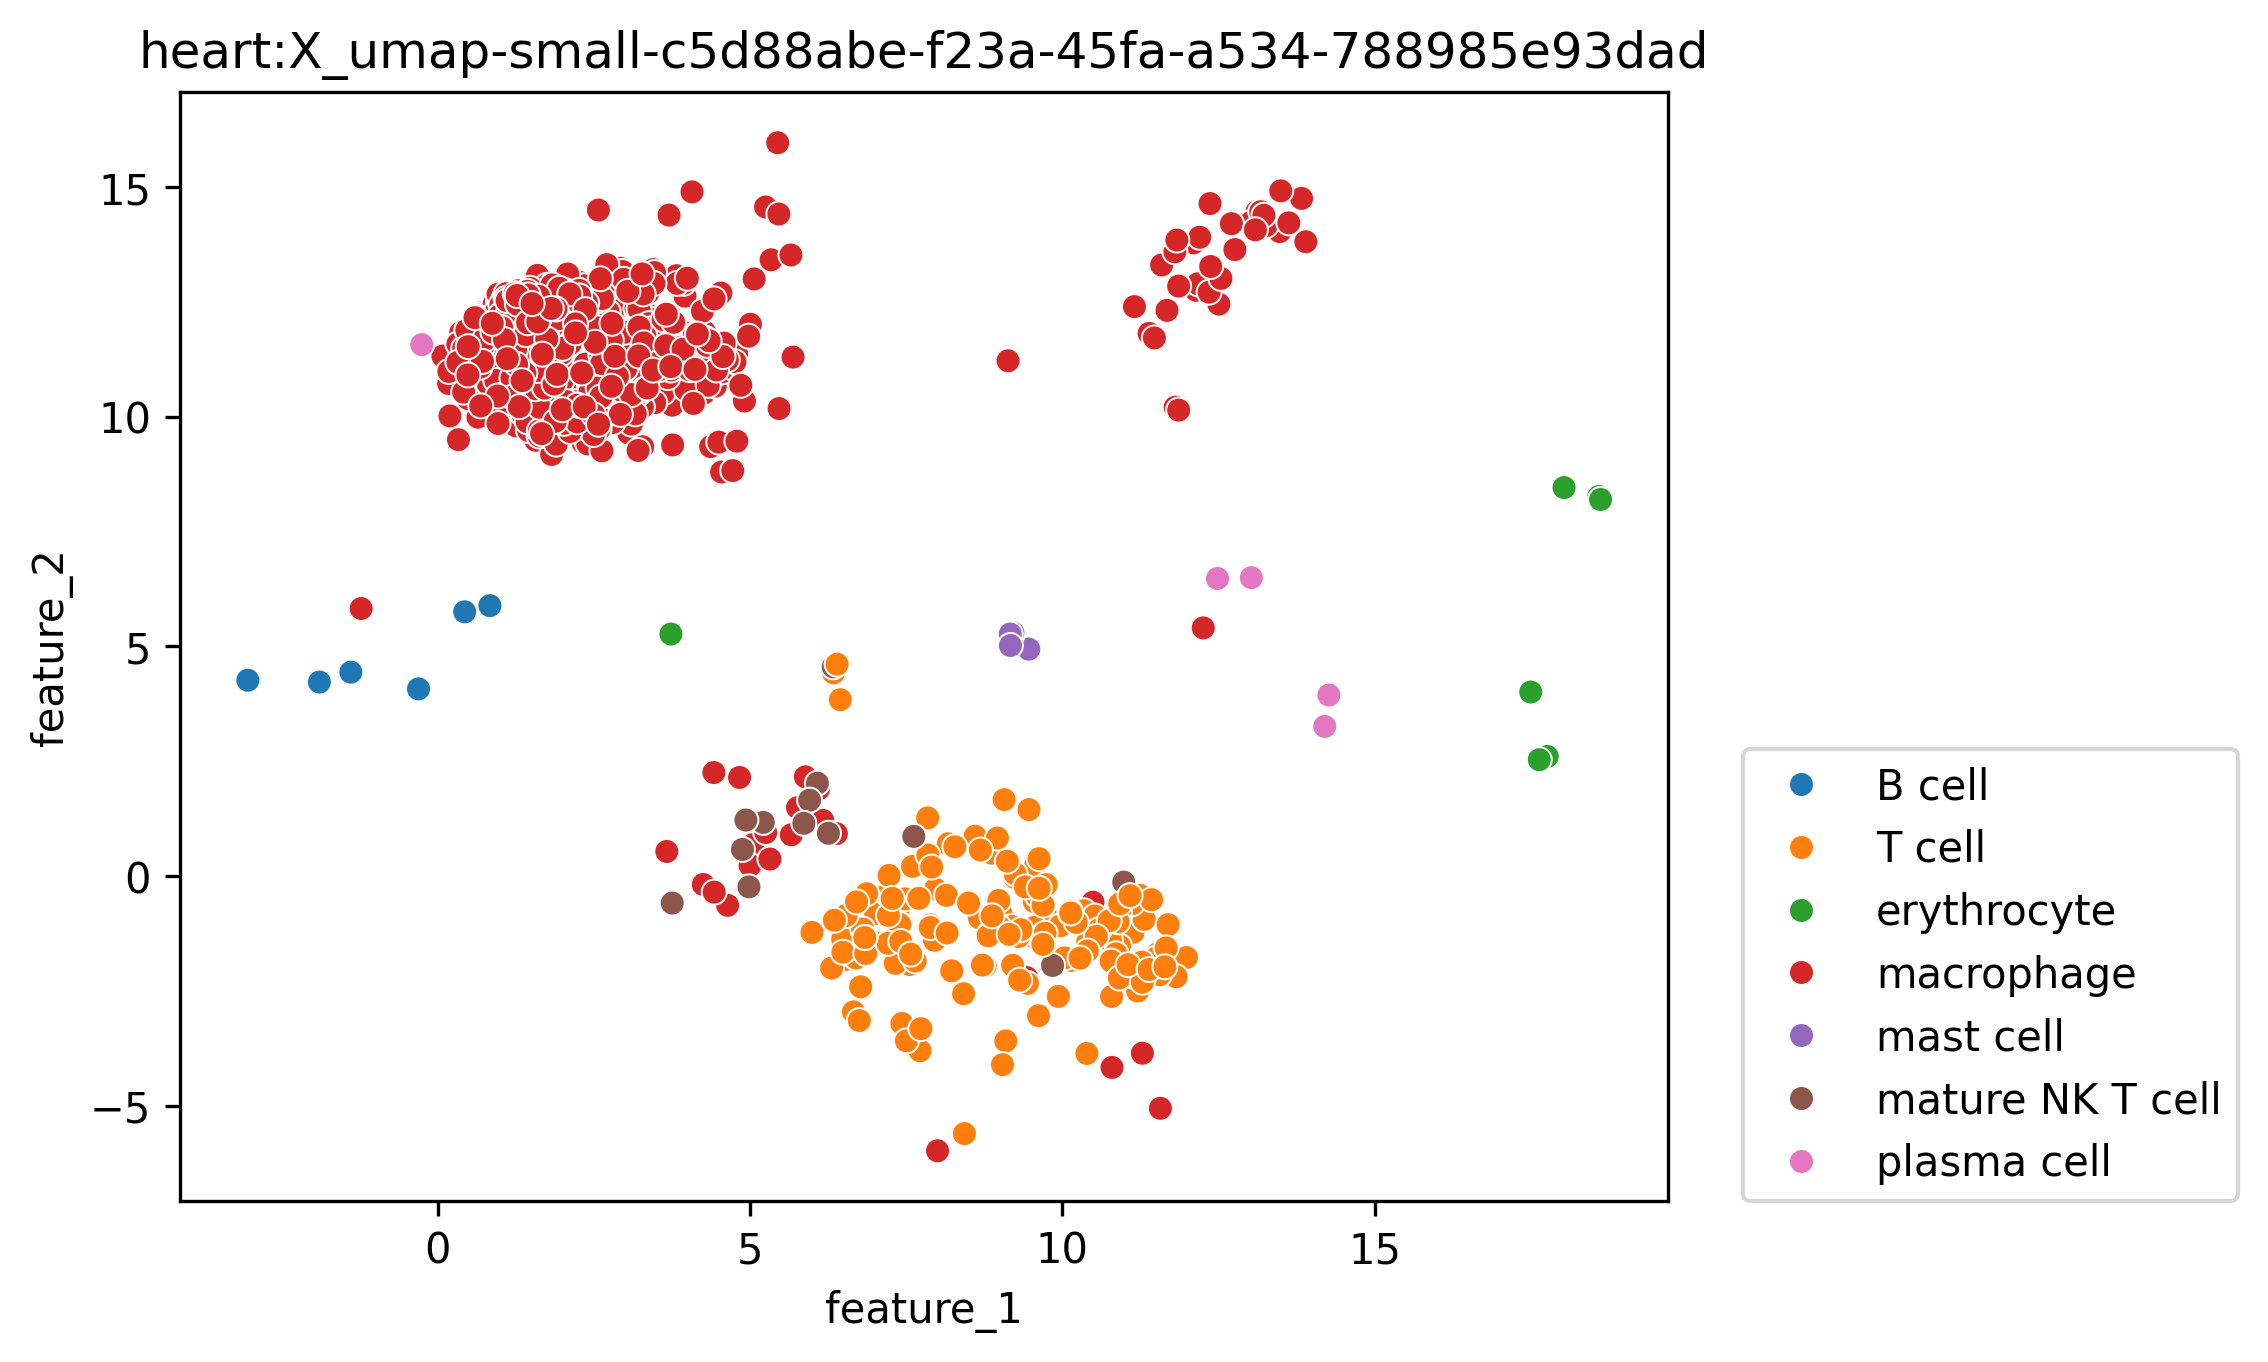 heart:X_umap-small-c5d88abe-f23a-45fa-a534-788985e93dad
feature_2
15
10
5
0
−5
0
5
10
15
feature_1
B cell
T cell
erythrocyte
macrophage
mast cell
mature NK T cell
plasma cell